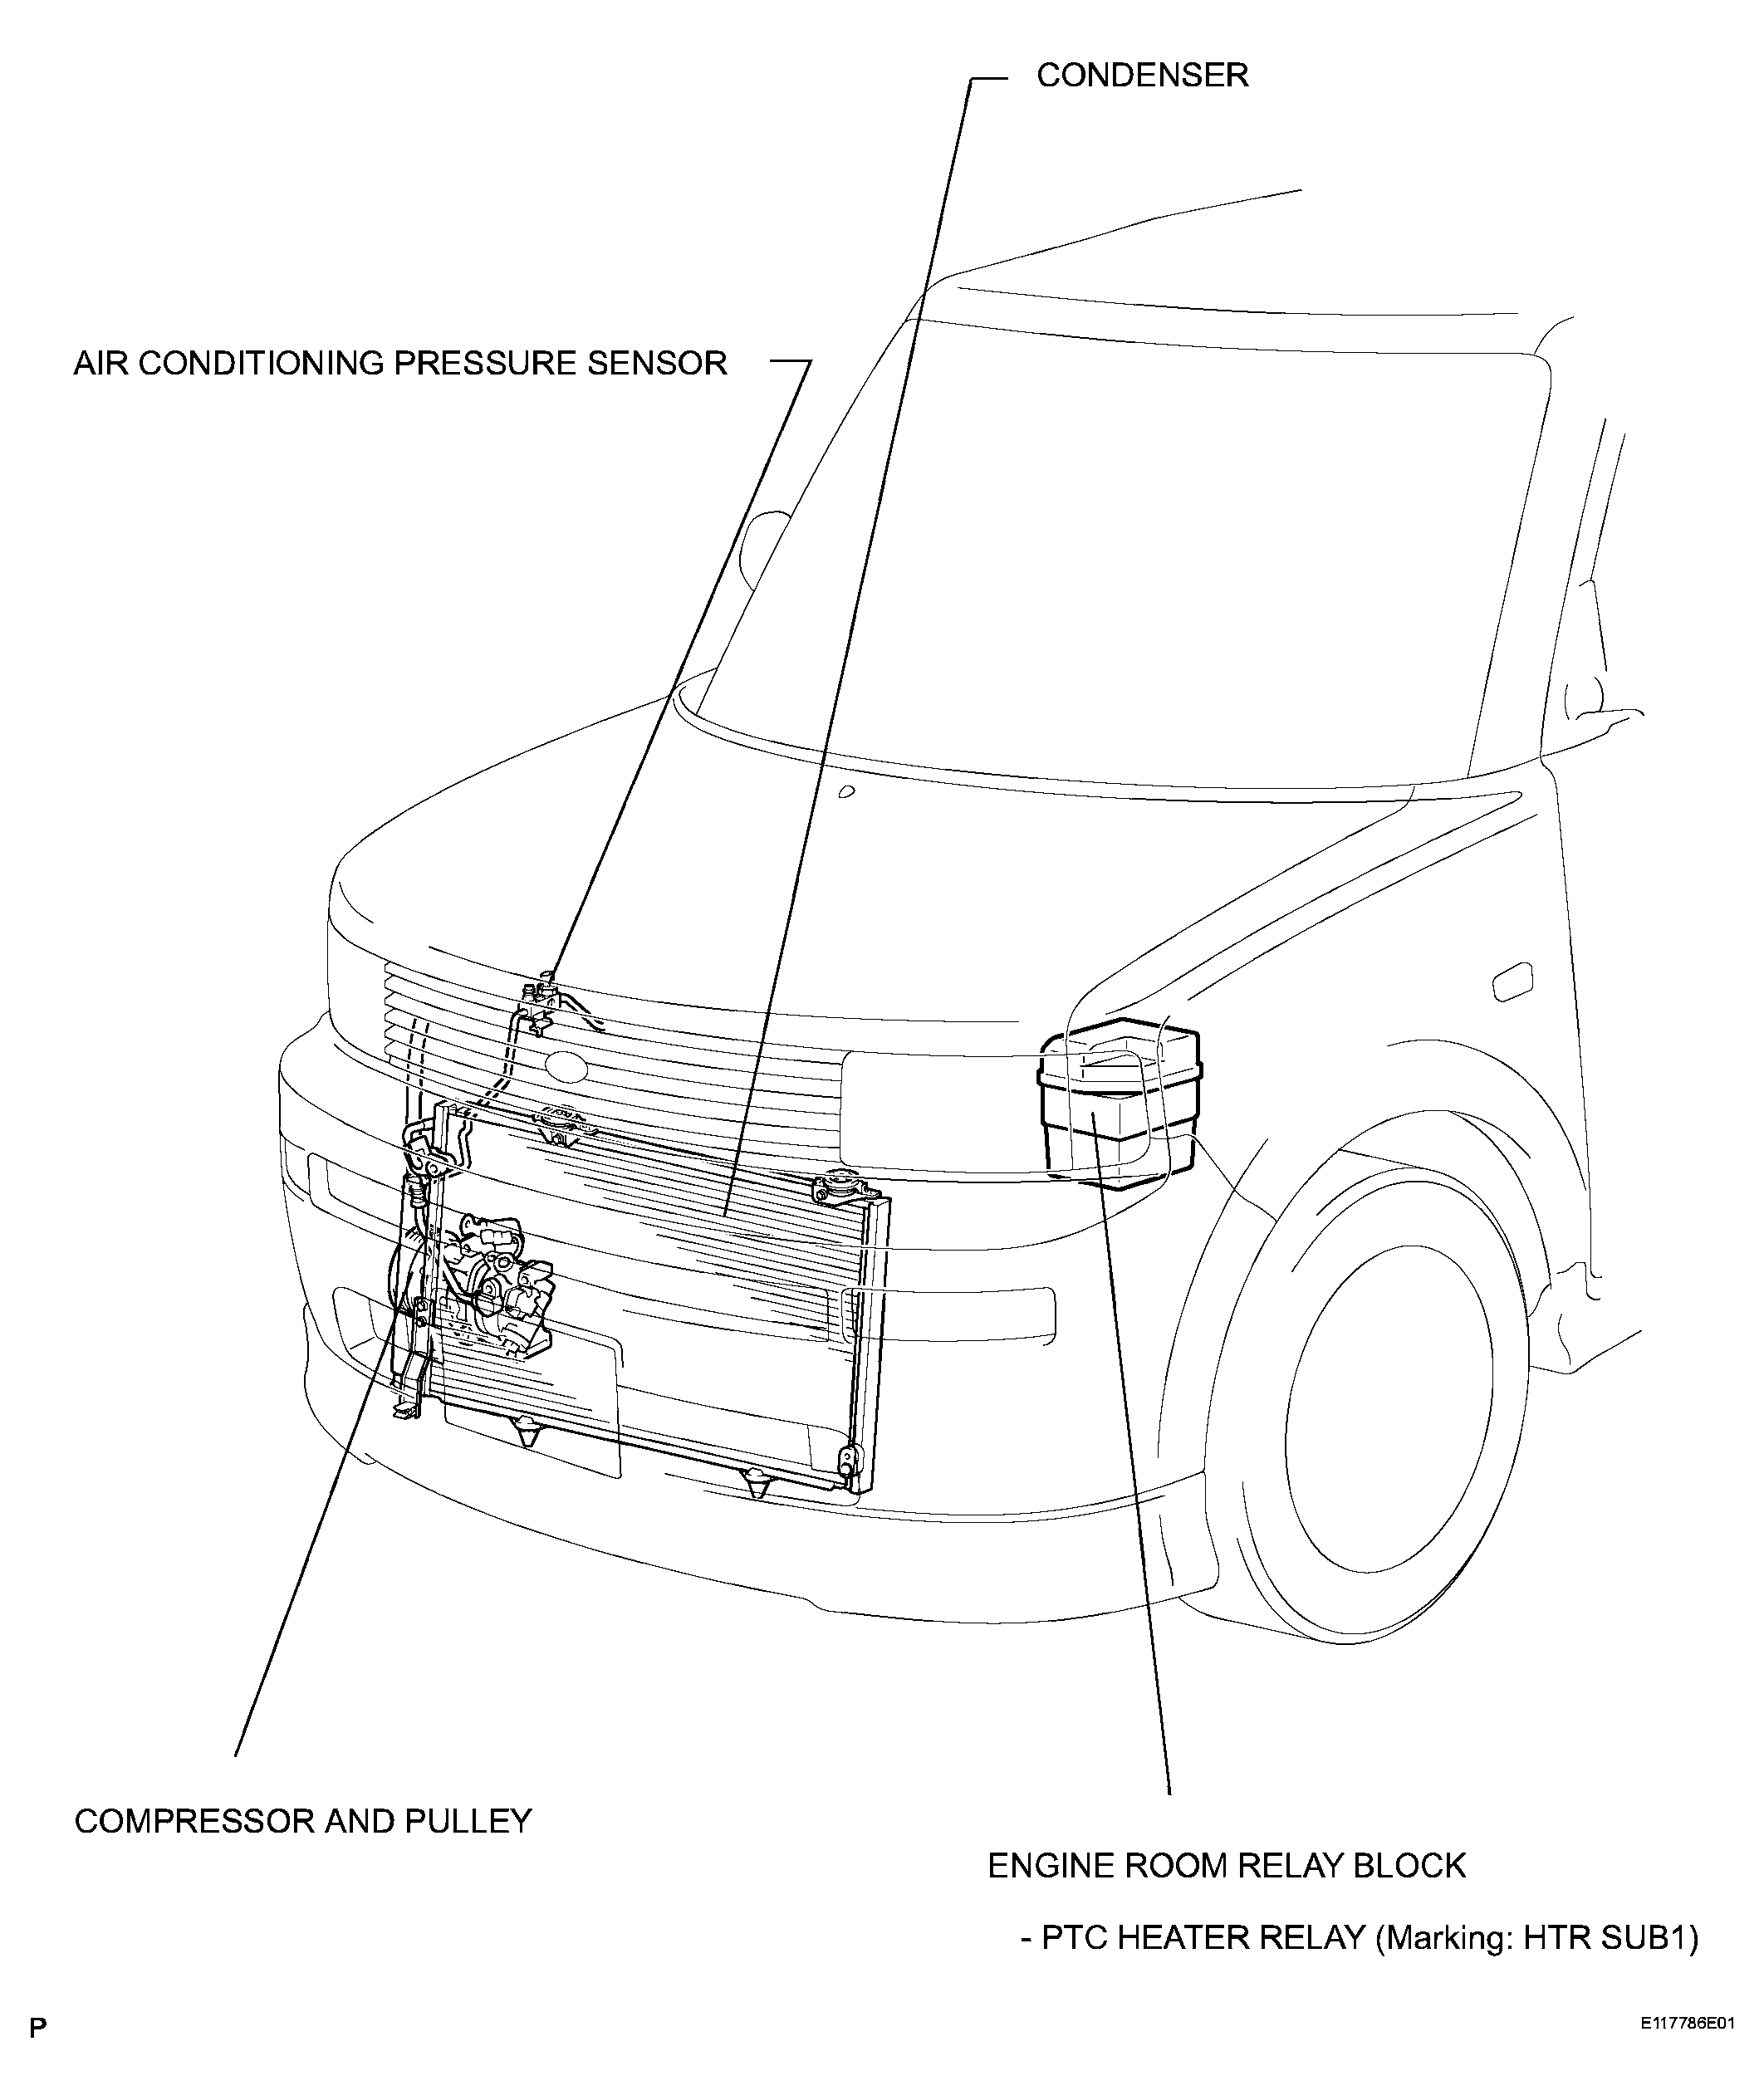 CONDENSER
AIR CONDITIONING PRESSURE SENSOR
COMPRESSOR AND PULLEY
ENGINE ROOM RELAY BLOCK
- PTC HEATER RELAY (Marking: HTR SUB1)
P
E117786E01